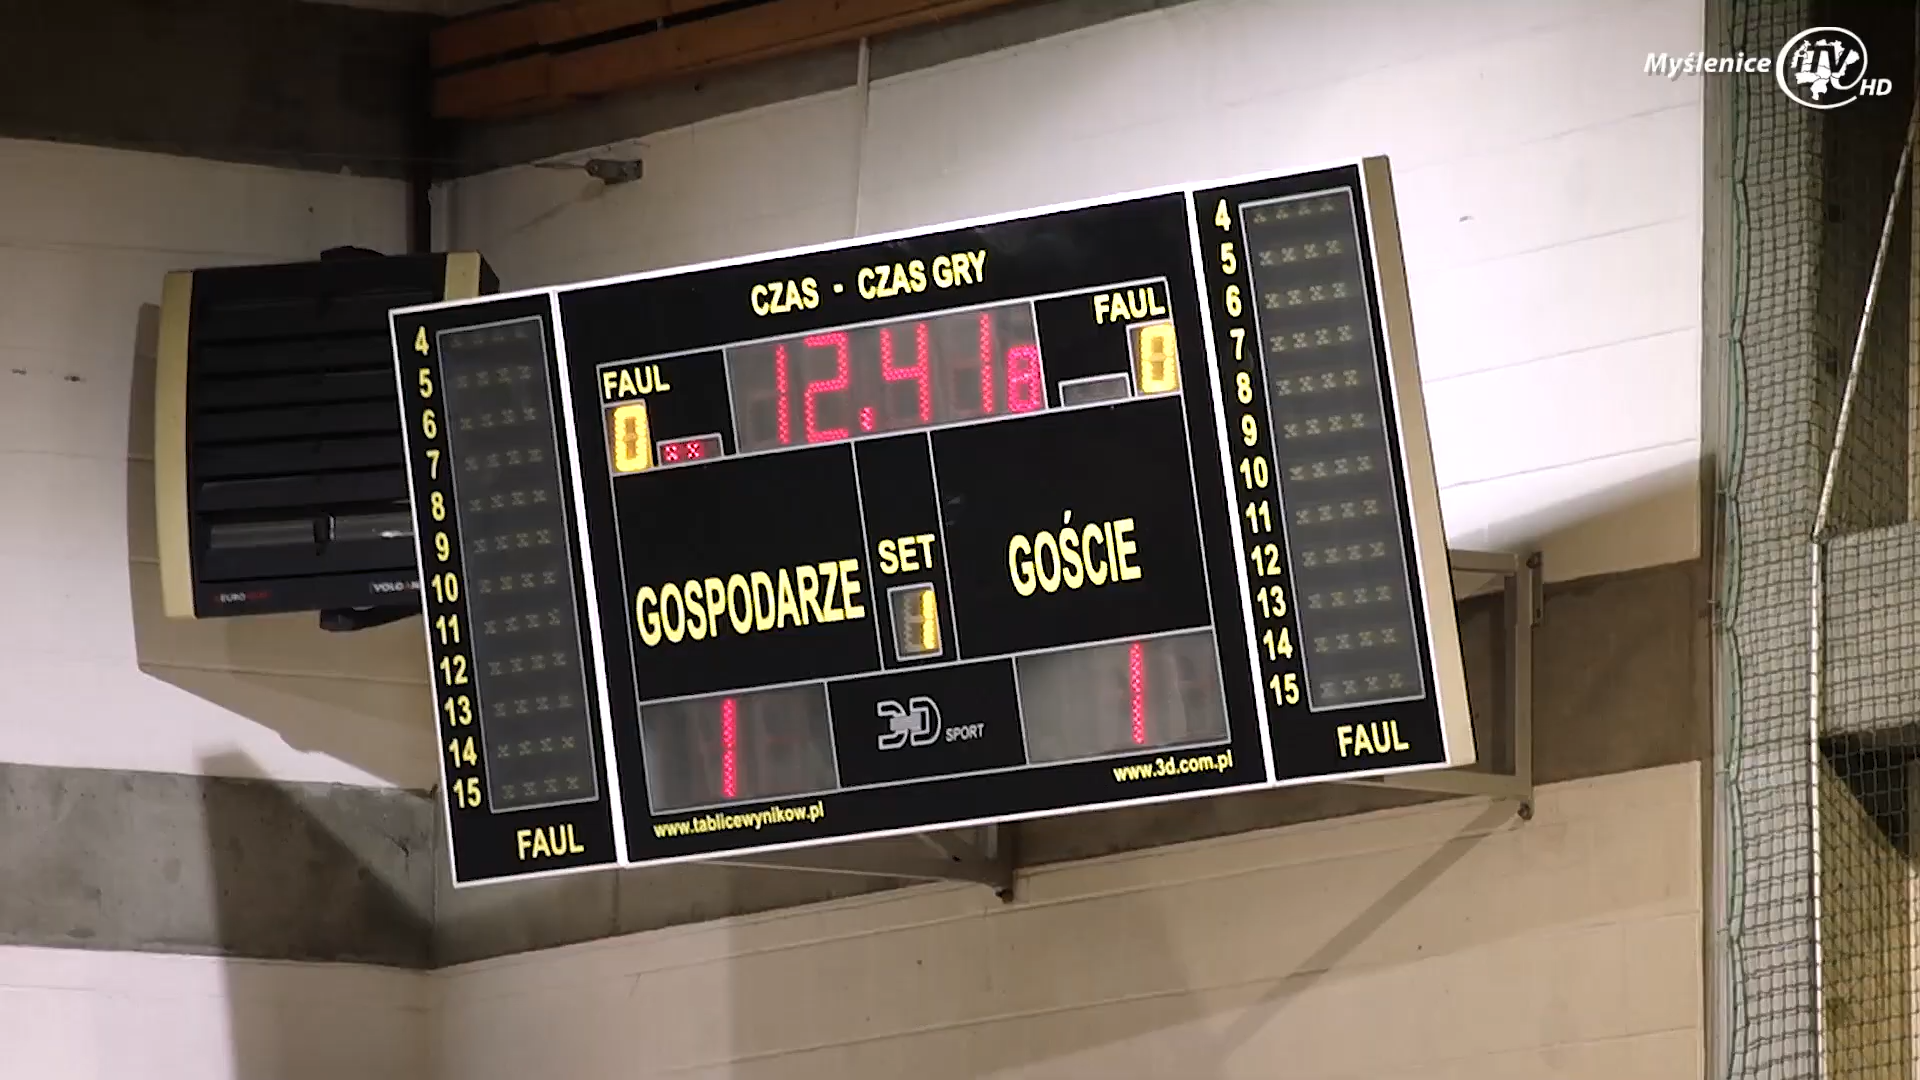 Myślenice TV HD
CZAS - CZAS GRY
FAUL
12.41 8
FAUL
0
0
GOSPODARZE
SET
1
GOŚCIE
1
1
3D SPORT
www.tablicewynikow.pl
www.3d.com.pl
4
5
6
7
8
9
10
11
12
13
14
15
FAUL
4
5
6
7
8
9
10
11
12
13
14
15
FAUL